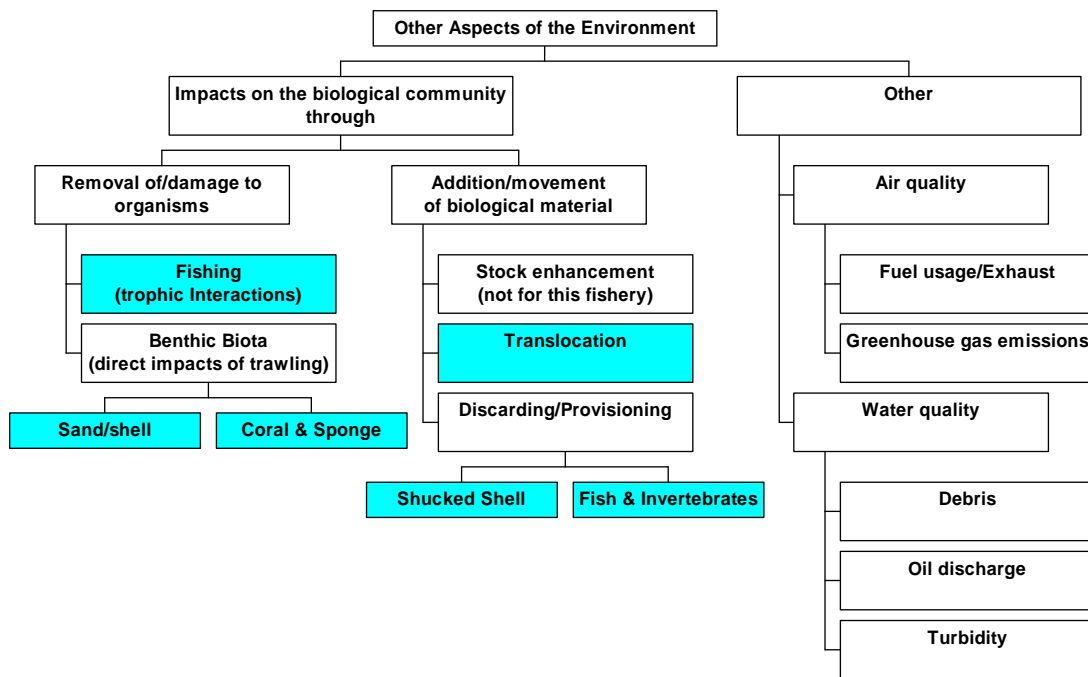 Other Aspects of the Environment
Impacts on the biological community
through
Other
Removal of/damage to
organisms
Addition/movement
of biological material
Air quality
Fishing
(trophic Interactions)
Stock enhancement
(not for this fishery)
Fuel usage/Exhaust
Benthic Biota
(direct impacts of trawling)
Translocation
Greenhouse gas emissions
Sand/shell
Coral & Sponge
Discarding/Provisioning
Water quality
Shucked Shell
Fish & Invertebrates
Debris
Oil discharge
Turbidity